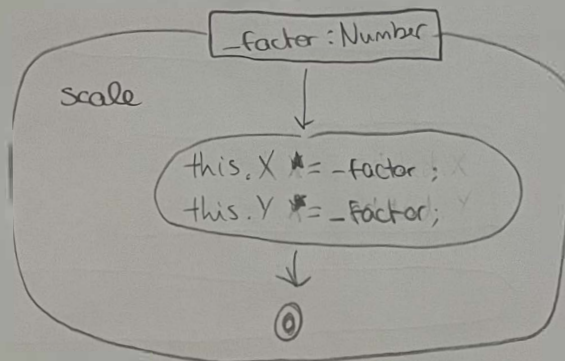 _factor : Number
scale
this.X *= _factor;
this.Y *= _factor;